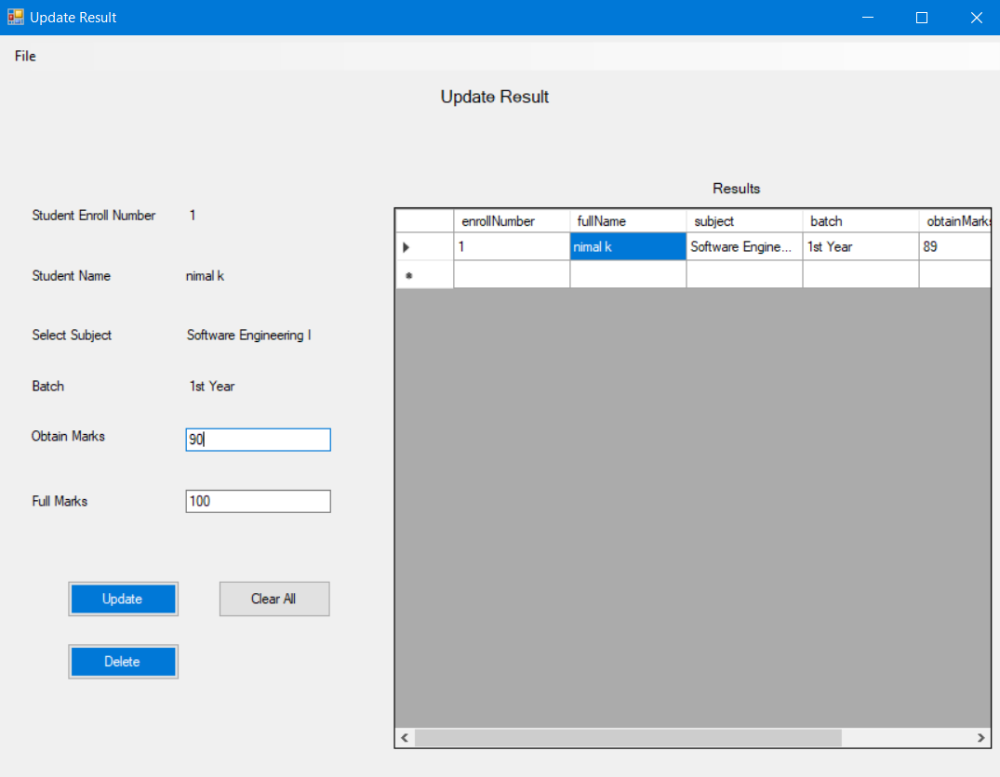 Update Result
File
Update Result
Results
Student Enroll Number 1
Student Name nimal k
Select Subject Software Engineering I
Batch 1st Year
Obtain Marks 90
Full Marks 100
Update Clear All
Delete
enrollNumber fullName subject batch obtainMarks
1 nimal k Software Engine... 1st Year 89